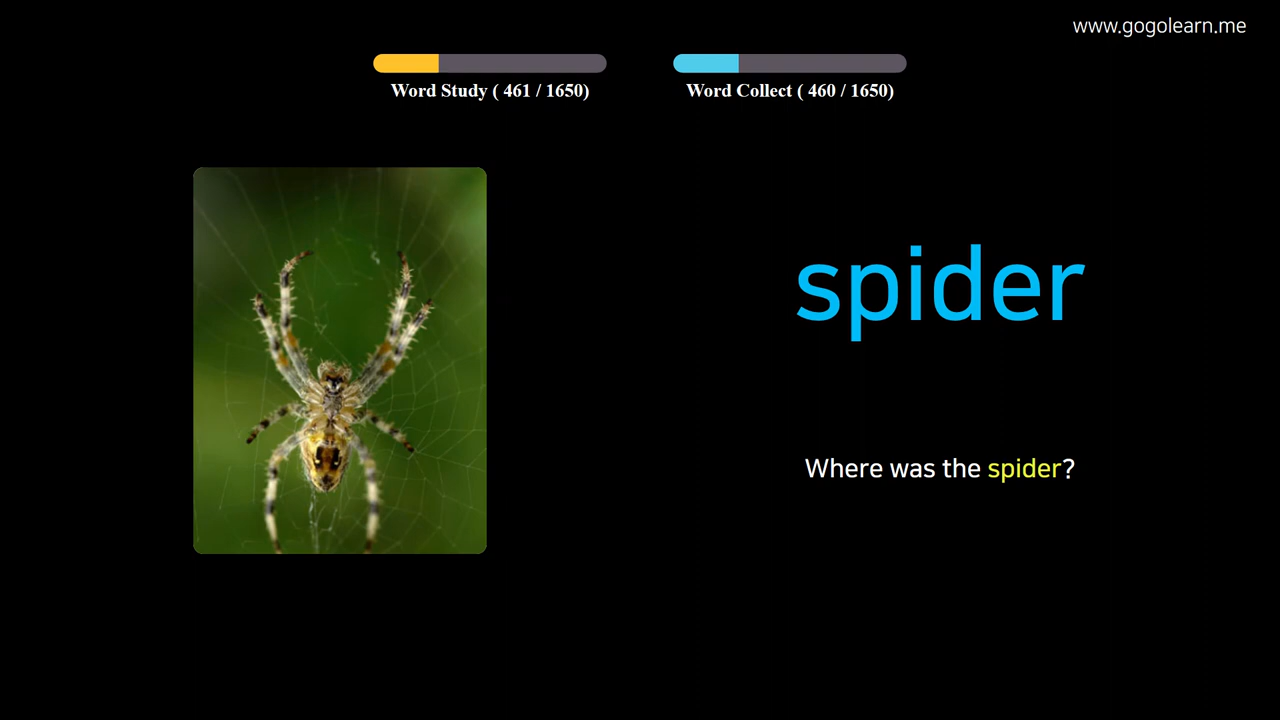 www.gogolearn.me
Word Study ( 461 / 1650)
Word Collect ( 460 / 1650)
spider
Where was the spider?